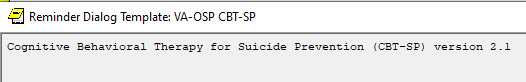 Reminder Dialog Template: VA-OSP CBT-SP
Cognitive Behavioral Therapy for Suicide Prevention (CBT-SP) version 2.1